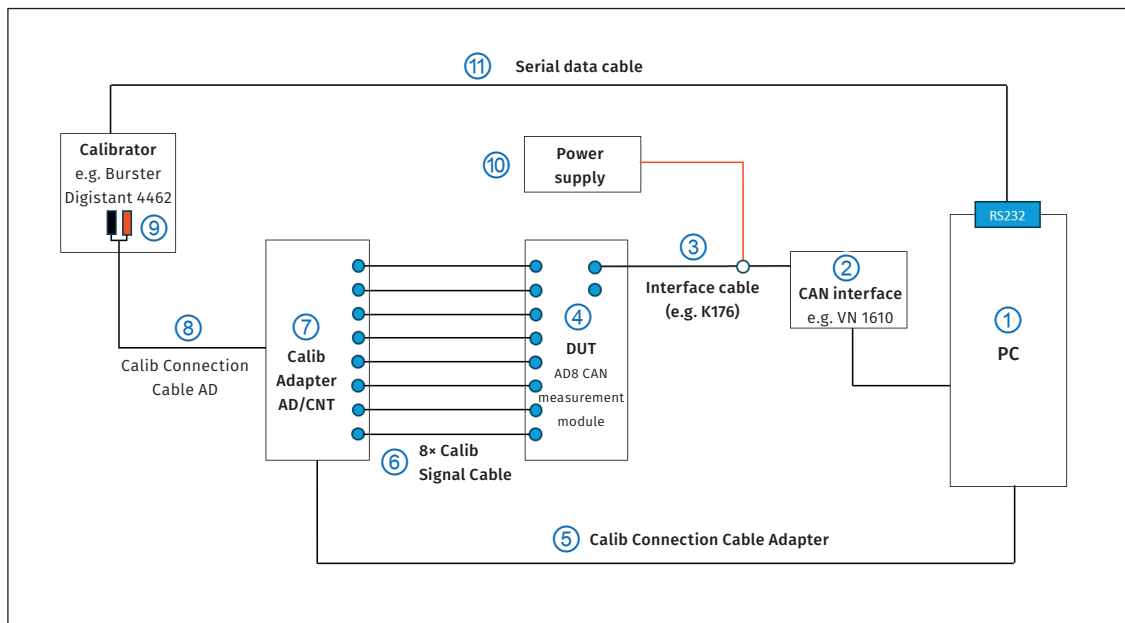 ⑪ Serial data cable
Calibrator
e.g. Burster
Digistant 4462
⑨
⑩ Power
supply
RS232
③
Interface cable
(e.g. K176)
②
CAN interface
e.g. VN 1610
①
PC
⑧
Calib Connection
Cable AD
⑦
Calib
Adapter
AD/CNT
④
DUT
AD8 CAN
measurement
module
⑥ 8× Calib
Signal Cable
⑤ Calib Connection Cable Adapter